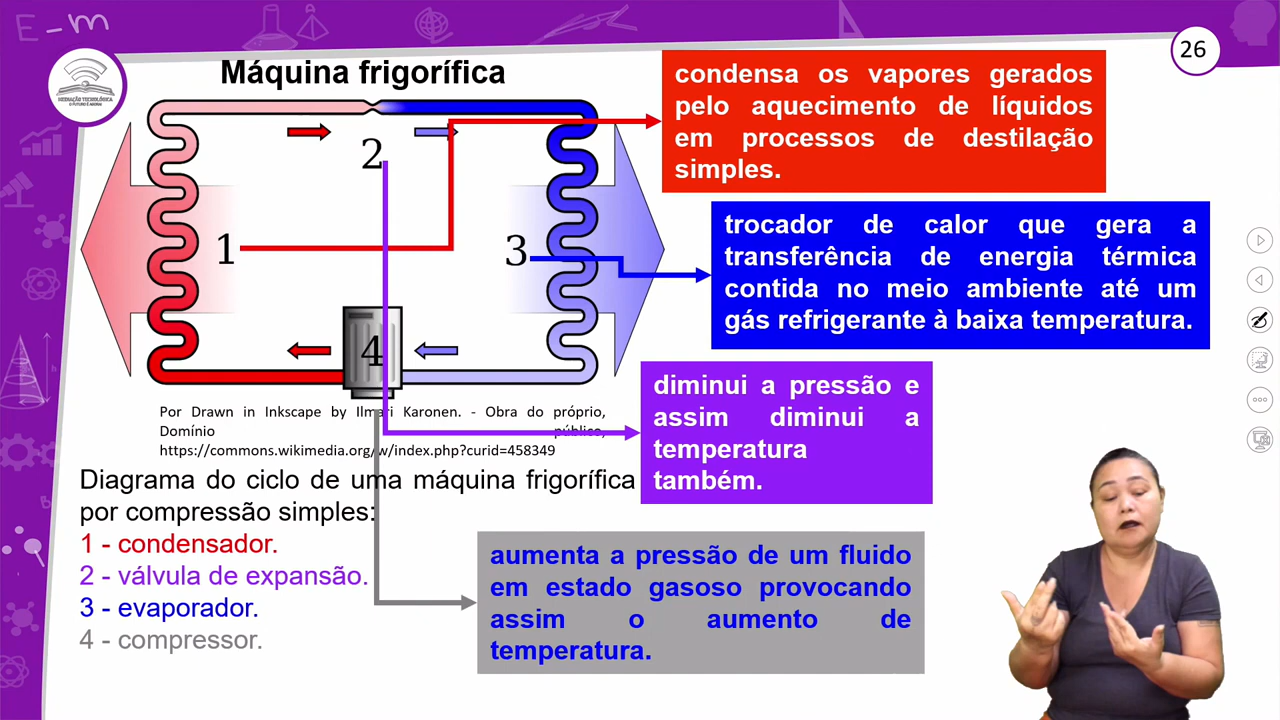 E-m
26
MEDIAÇÃO TECNOLÓGICA
O FUTURO É AGORA
Máquina frigorífica
condensa os vapores gerados
pelo aquecimento de líquidos
em processos de destilação
simples.
trocador de calor que gera a
transferência de energia térmica
contida no meio ambiente até um
gás refrigerante à baixa temperatura.
1
2
3
4
diminui a pressão e
assim diminui a
temperatura
também.
Por Drawn in Inkscape by Ilmari Karonen. - Obra do próprio,
Domínio público,
https://commons.wikimedia.org/w/index.php?curid=458349
Diagrama do ciclo de uma máquina frigorífica
por compressão simples:
1 - condensador.
2 - válvula de expansão.
3 - evaporador.
4 - compressor.
aumenta a pressão de um fluido
em estado gasoso provocando
assim o aumento de
temperatura.